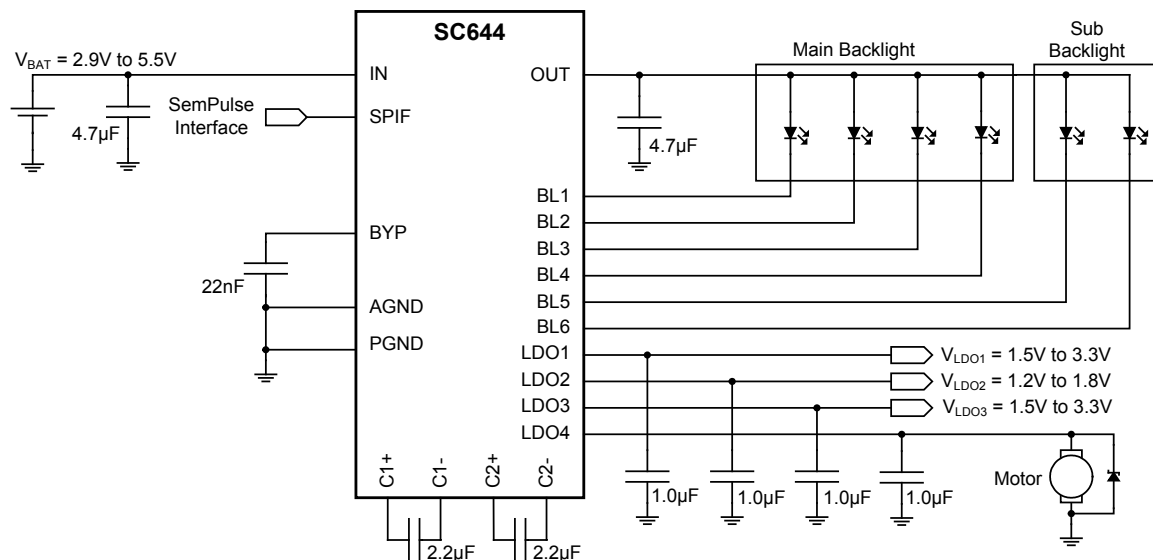 SC644
V_BAT = 2.9V to 5.5V
4.7µF
SemPulse
Interface
IN
SPIF
BYP
22nF
AGND
PGND
C1+
C1-
C2+
C2-
2.2µF
2.2µF
OUT
4.7µF
Main Backlight
Sub
Backlight
BL1
BL2
BL3
BL4
BL5
BL6
LDO1
V_LDO1 = 1.5V to 3.3V
LDO2
V_LDO2 = 1.2V to 1.8V
LDO3
V_LDO3 = 1.5V to 3.3V
LDO4
1.0µF
1.0µF
1.0µF
1.0µF
Motor